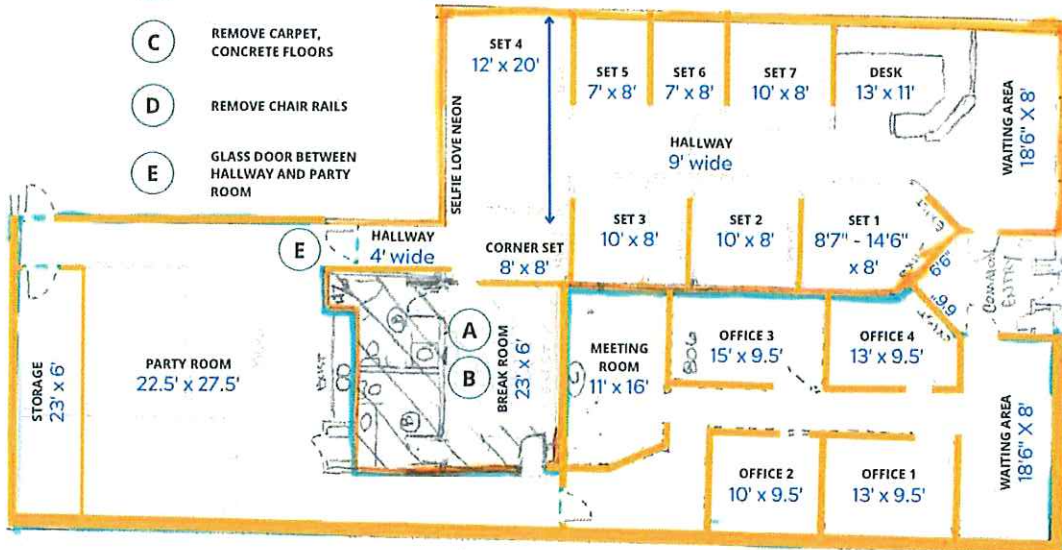 C
REMOVE CARPET,
CONCRETE FLOORS
D
REMOVE CHAIR RAILS
E
GLASS DOOR BETWEEN
HALLWAY AND PARTY
ROOM
SET 4
12' x 20'
SELFIE LOVE NEON
SET 5
7' x 8'
SET 6
7' x 8'
SET 7
10' x 8'
DESK
13' x 11'
WAITING AREA
18'6" X 8'
HALLWAY
9' wide
SET 3
10' x 8'
SET 2
10' x 8'
SET 1
8'7" - 14'6"
x 8'
EXIST
6'6"
6'6"
EXIST
COMMON
ENTRY
E
HALLWAY
4' wide
CORNER SET
8' x 8'
A
B
BREAK ROOM
23' x 6'
STORAGE
23' x 6'
PARTY ROOM
22.5' x 27.5'
EXIST
MEETING
ROOM
11' x 16'
OFFICE 3
15' x 9.5'
OFFICE 4
13' x 9.5'
OFFICE 2
10' x 9.5'
OFFICE 1
13' x 9.5'
WAITING AREA
18'6" X 8'